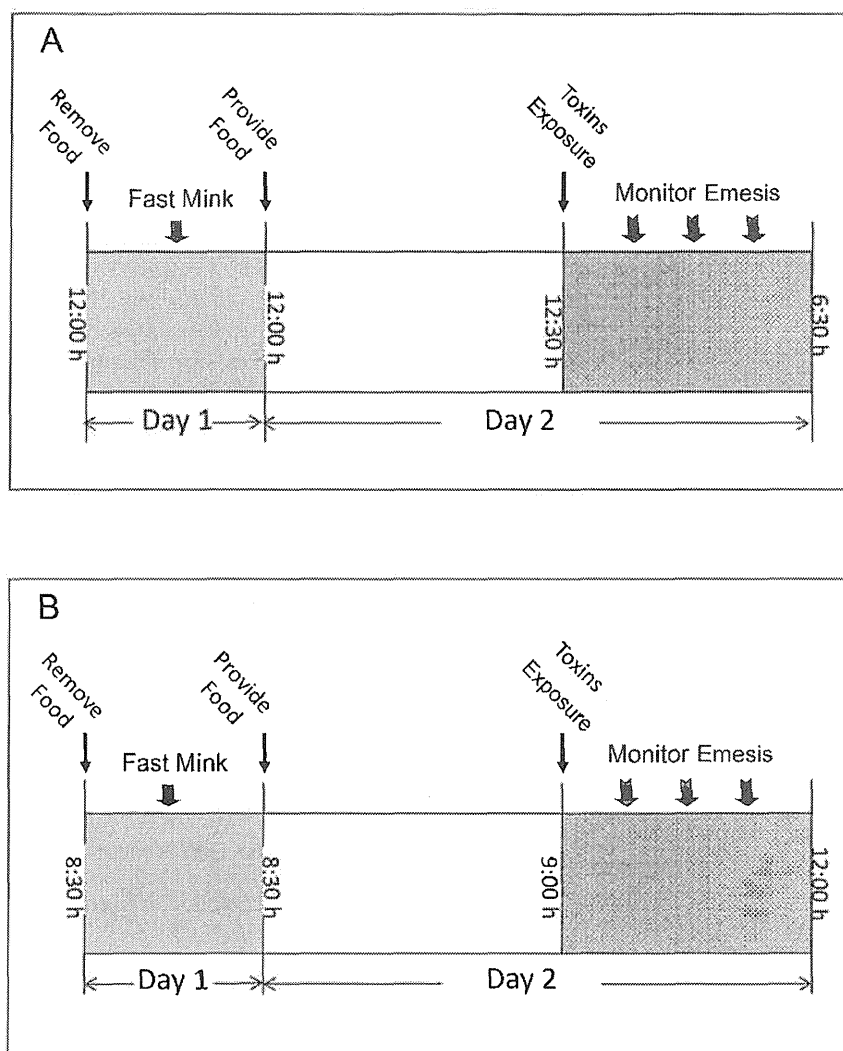 A
Remove
Food
Provide
Food
Toxins
Exposure
Fast Mink
Monitor Emesis
12:00 h
12:00 h
12:30 h
6:30 h
Day 1
Day 2
B
Remove
Food
Provide
Food
Toxins
Exposure
Fast Mink
Monitor Emesis
8:30 h
8:30 h
9:00 h
12:00 h
Day 1
Day 2